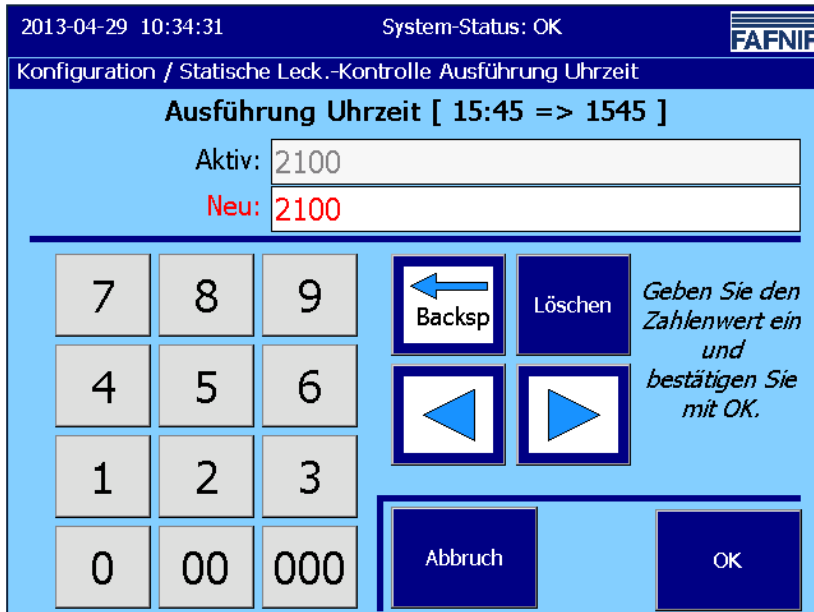 2013-04-29 10:34:31 System-Status: OK
FAFNIR
Konfiguration / Statische Leck.-Kontrolle Ausführung Uhrzeit
Ausführung Uhrzeit [ 15:45 => 1545 ]
Aktiv: 2100
Neu: 2100
7 8 9
4 5 6
1 2 3
0 00 000
Backsp
Löschen
Geben Sie den
Zahlenwert ein
und
bestätigen Sie
mit OK.
Abbruch
OK